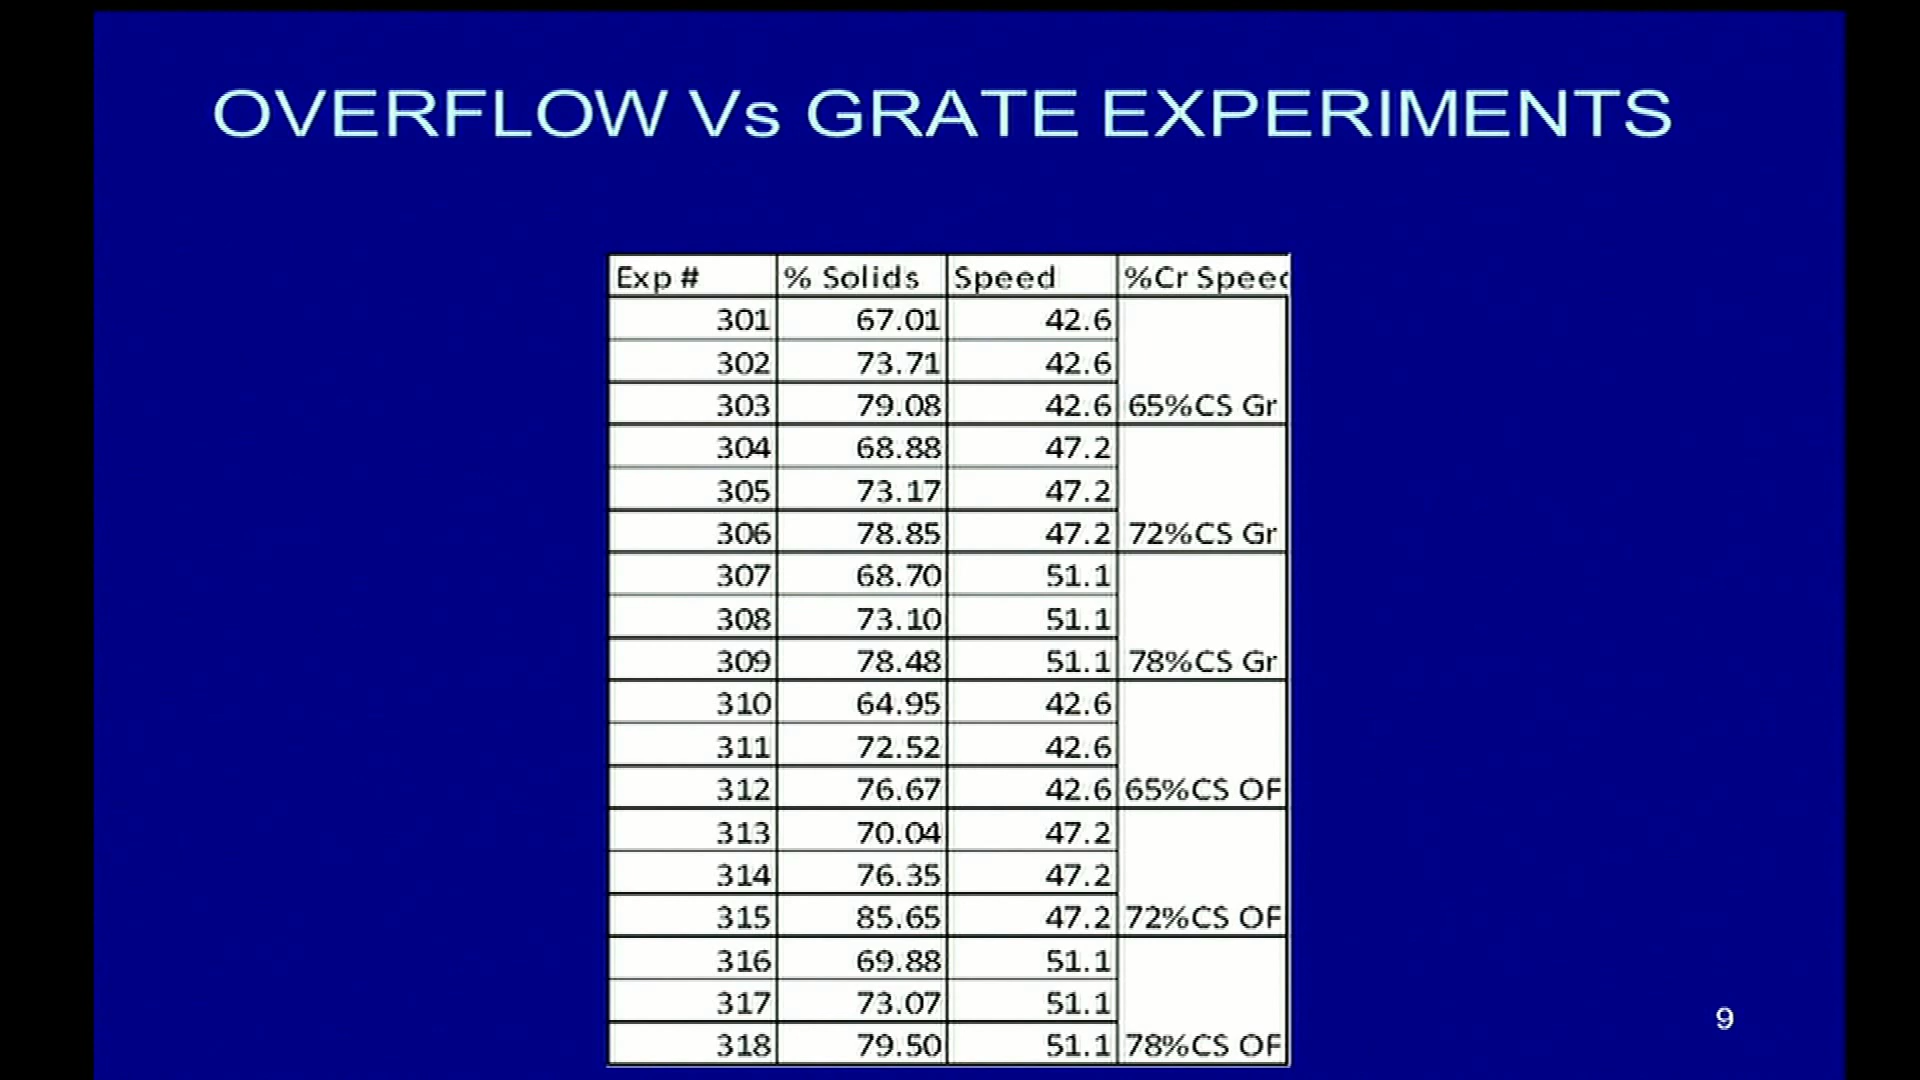 OVERFLOW Vs GRATE EXPERIMENTS
Exp # % Solids Speed %Cr Speed
301 67.01 42.6
302 73.71 42.6
303 79.08 42.6 65%CS Gr
304 68.88 47.2
305 73.17 47.2
306 78.85 47.2 72%CS Gr
307 68.70 51.1
308 73.10 51.1
309 78.48 51.1 78%CS Gr
310 64.95 42.6
311 72.52 42.6
312 76.67 42.6 65%CS OF
313 70.04 47.2
314 76.35 47.2
315 85.65 47.2 72%CS OF
316 69.88 51.1
317 73.07 51.1
318 79.50 51.1 78%CS OF
9